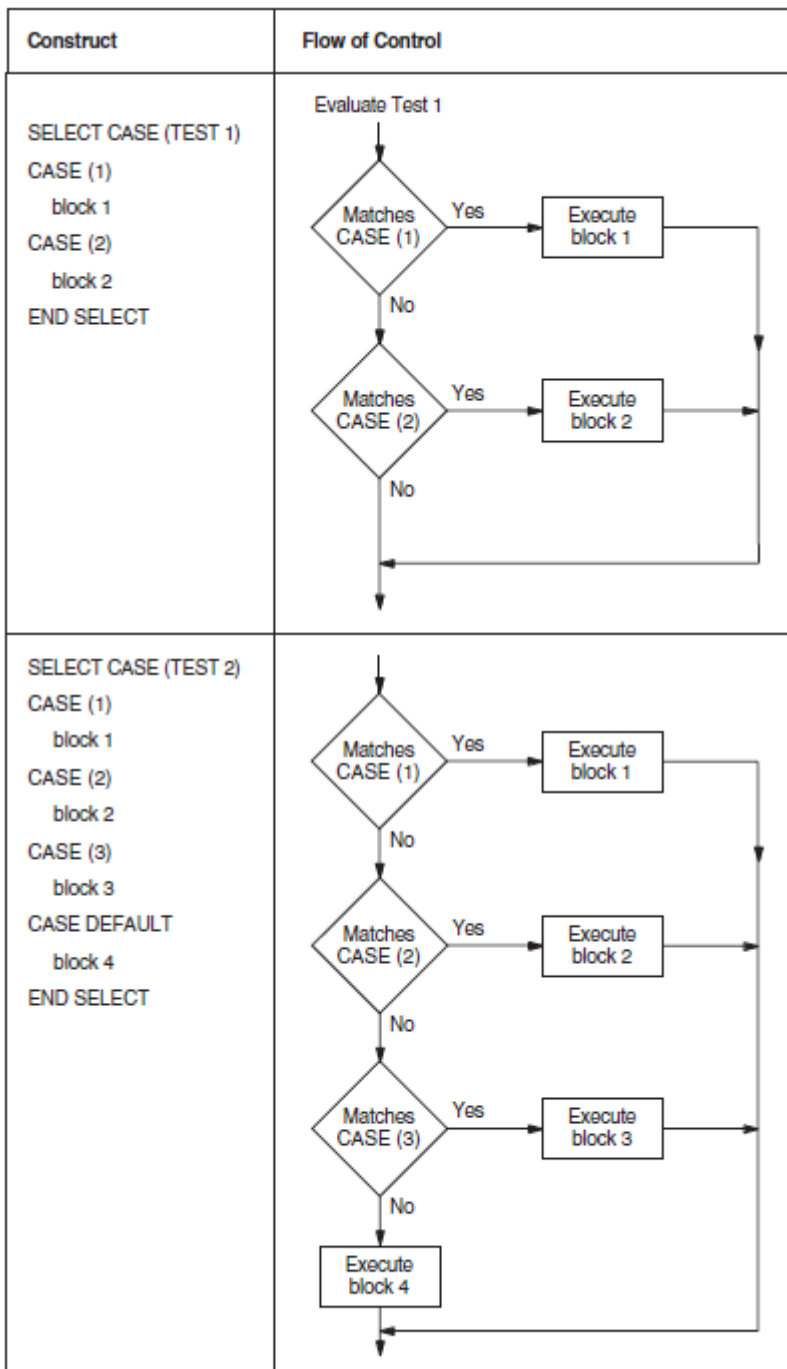 Construct
Flow of Control
SELECT CASE (TEST 1)
CASE (1)
block 1
CASE (2)
block 2
END SELECT
Evaluate Test 1
Matches
CASE (1)
Yes
Execute
block 1
No
Matches
CASE (2)
Yes
Execute
block 2
No
SELECT CASE (TEST 2)
CASE (1)
block 1
CASE (2)
block 2
CASE (3)
block 3
CASE DEFAULT
block 4
END SELECT
Matches
CASE (1)
Yes
Execute
block 1
No
Matches
CASE (2)
Yes
Execute
block 2
No
Matches
CASE (3)
Yes
Execute
block 3
No
Execute
block 4